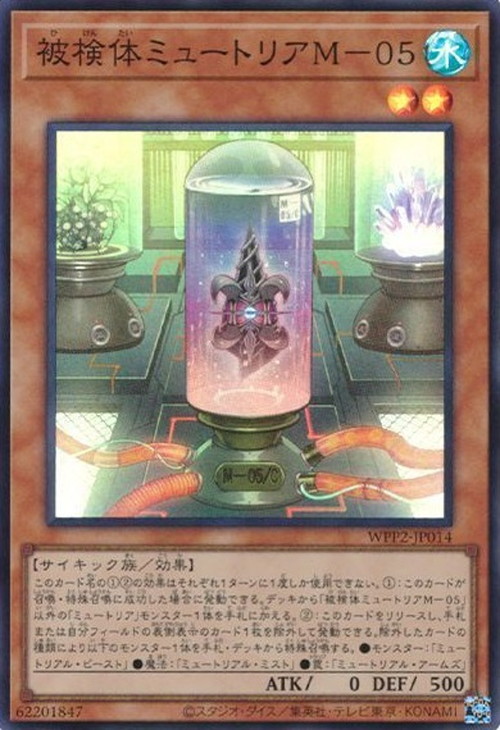 被検体ミュートリアM－05
水
M－
05/C
M－05/C
WPP2-JP014
【サイキック族／効果】
このカード名の①②の効果はそれぞれ1ターンに1度しか使用できない。①：このカードが
召喚・特殊召喚に成功した場合に発動できる。デッキから「被検体ミュートリアM－05」
以外の「ミュートリア」モンスター1体を手札に加える。②：このカードをリリースし、手札
または自分フィールドの表側表示のカード1枚を除外して発動できる。除外したカードの
種類により以下のモンスター1体を手札・デッキから特殊召喚する。●モンスター：「ミュー
トリアル・ビースト」●魔法：「ミュートリアル・ミスト」●罠：「ミュートリアル・アームズ」
ATK/ 0 DEF/ 500
62201847 ©スタジオ・ダイス／集英社・テレビ東京・KONAMI